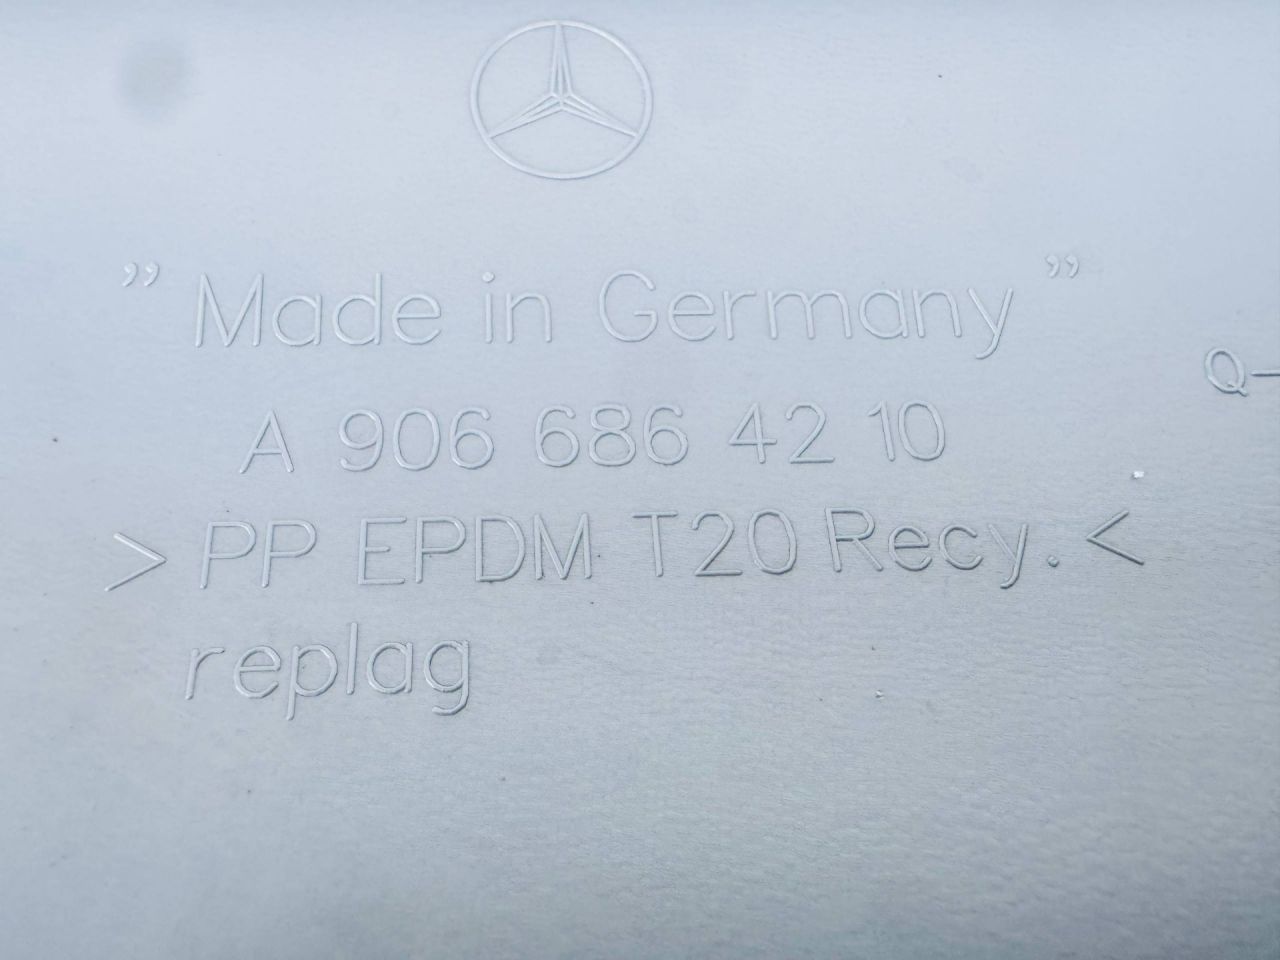 ” Made in Germany ”
A 906 686 42 10
> PP EPDM T20 Recy. <
replag
Q-